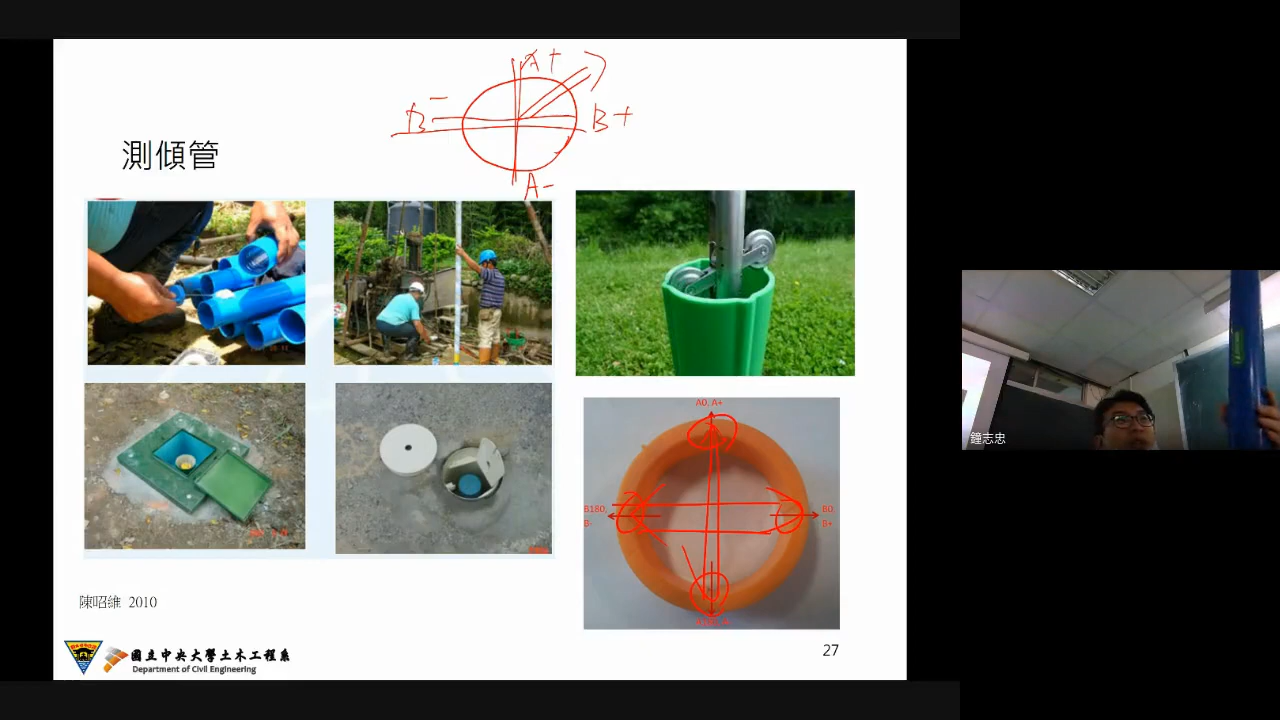 A+
B-
B+
A-
測傾管
A0, A+
B180,
B-
B0
B+
陳昭維 2010
國立中央大學土木工程系
Department of Civil Engineering
27
鐘志忠